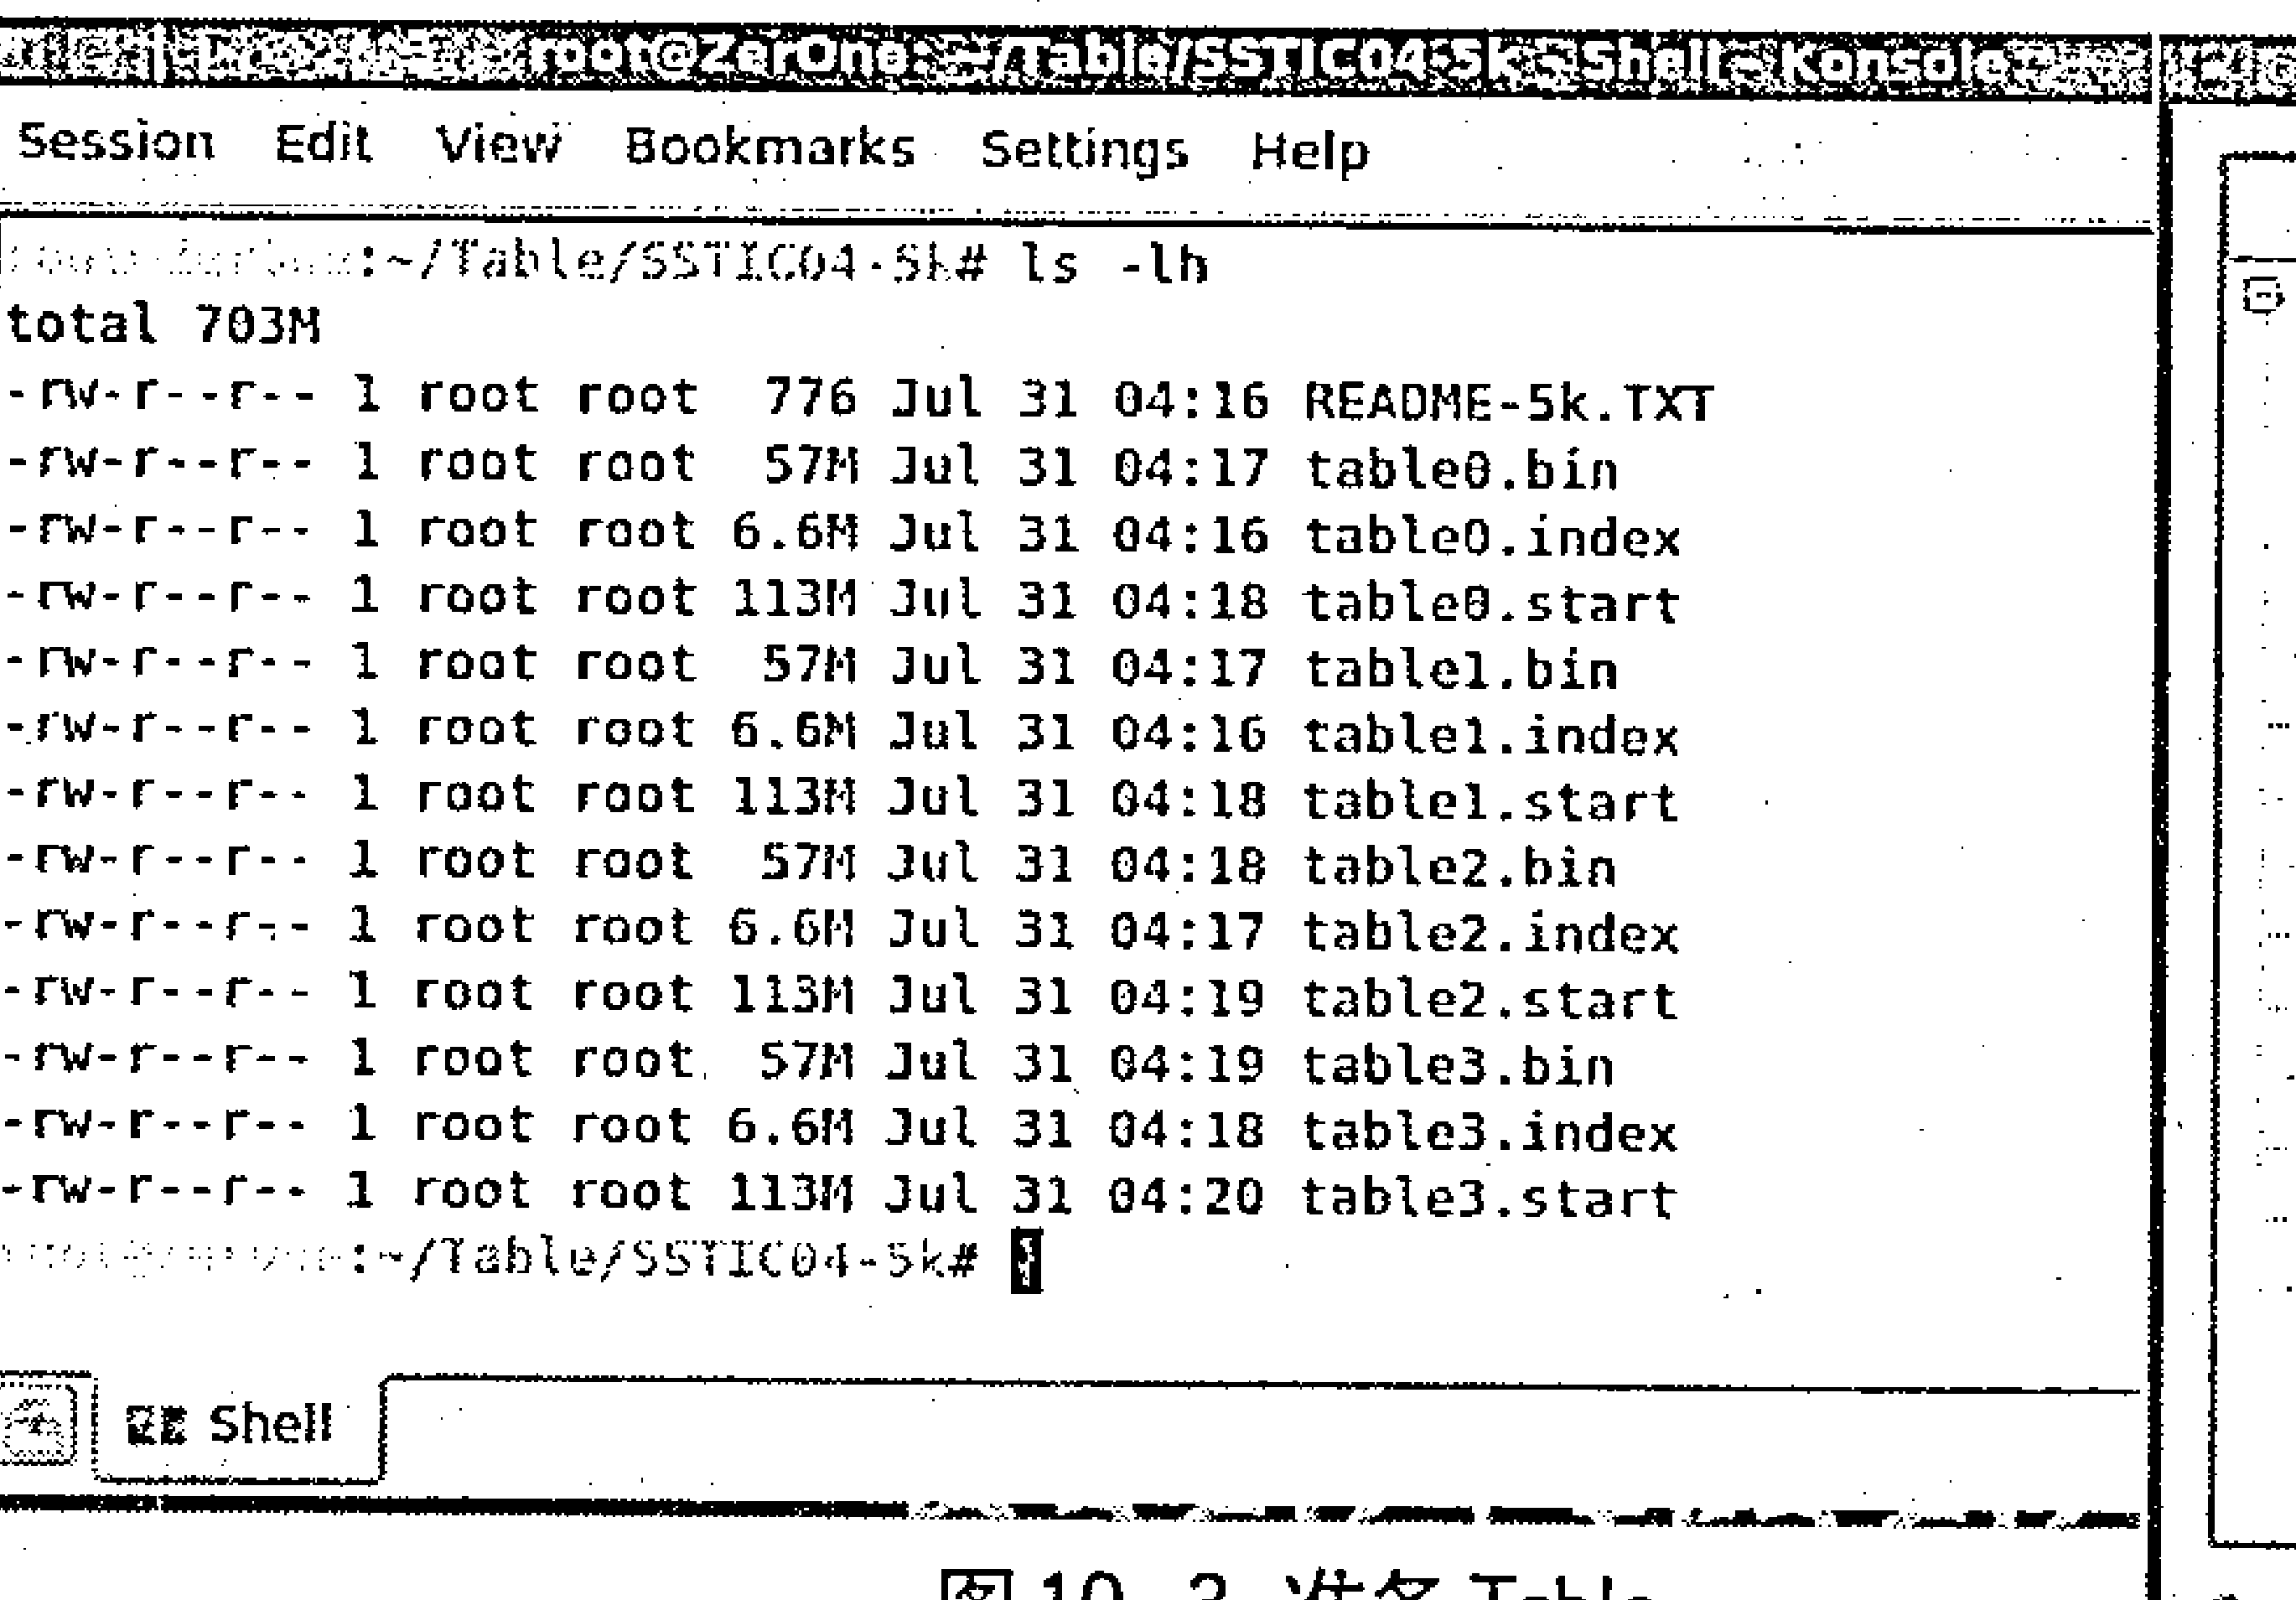 root@ZerOne: ~/Table/SSTIC04-5k - Shell - Konsole
Session Edit View Bookmarks Settings Help
:~/Table/SSTIC04-5k# ls -lh
total 703M
-rw-r--r-- 1 root root 776 Jul 31 04:16 README-5k.TXT
-rw-r--r-- 1 root root 57M Jul 31 04:17 table0.bin
-rw-r--r-- 1 root root 6.6M Jul 31 04:16 table0.index
-rw-r--r-- 1 root root 113M Jul 31 04:18 table0.start
-rw-r--r-- 1 root root 57M Jul 31 04:17 table1.bin
-rw-r--r-- 1 root root 6.6M Jul 31 04:16 table1.index
-rw-r--r-- 1 root root 113M Jul 31 04:18 table1.start
-rw-r--r-- 1 root root 57M Jul 31 04:18 table2.bin
-rw-r--r-- 1 root root 6.6M Jul 31 04:17 table2.index
-rw-r--r-- 1 root root 113M Jul 31 04:19 table2.start
-rw-r--r-- 1 root root 57M Jul 31 04:19 table3.bin
-rw-r--r-- 1 root root 6.6M Jul 31 04:18 table3.index
-rw-r--r-- 1 root root 113M Jul 31 04:20 table3.start
:~/Table/SSTIC04-5k#
Shell